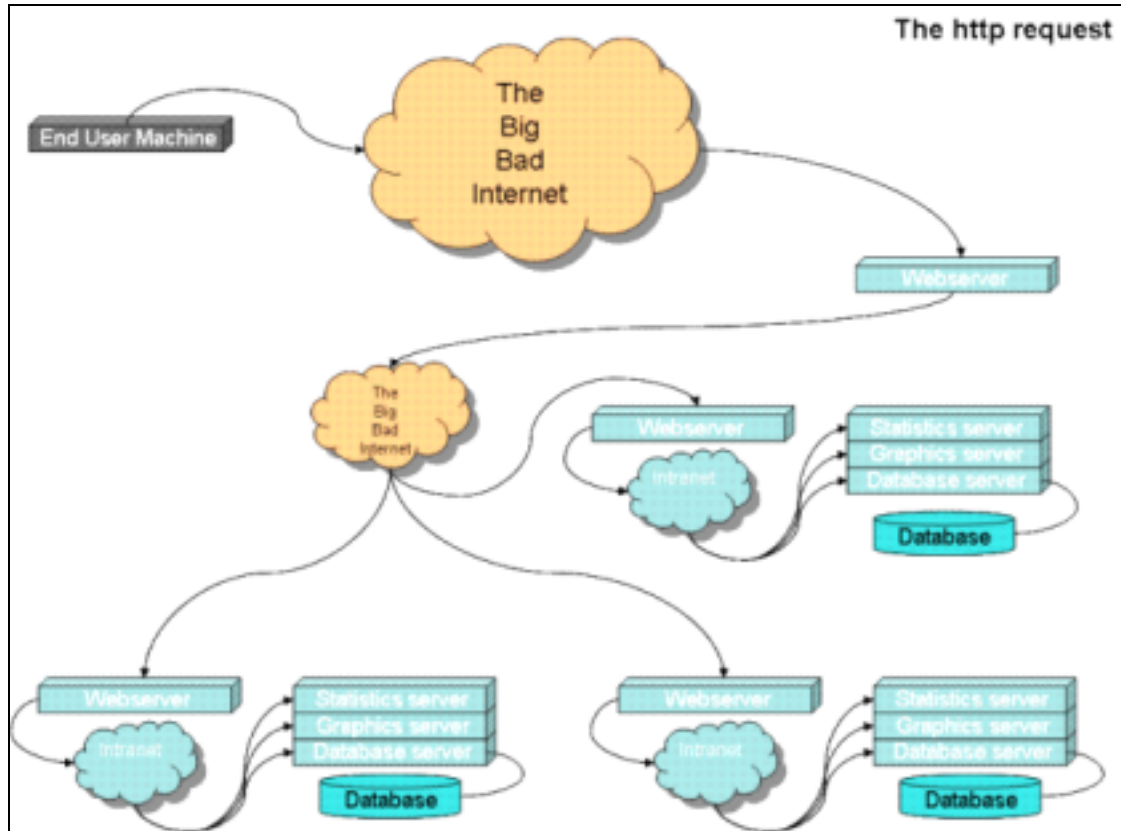 The http request
The
Big
Bad
Internet
End User Machine
Webserver
The
Big
Bad
Internet
Webserver
Statistics server
Graphics server
Database server
Intranet
Database
Webserver
Statistics server
Graphics server
Database server
Intranet
Database
Webserver
Statistics server
Graphics server
Database server
Intranet
Database